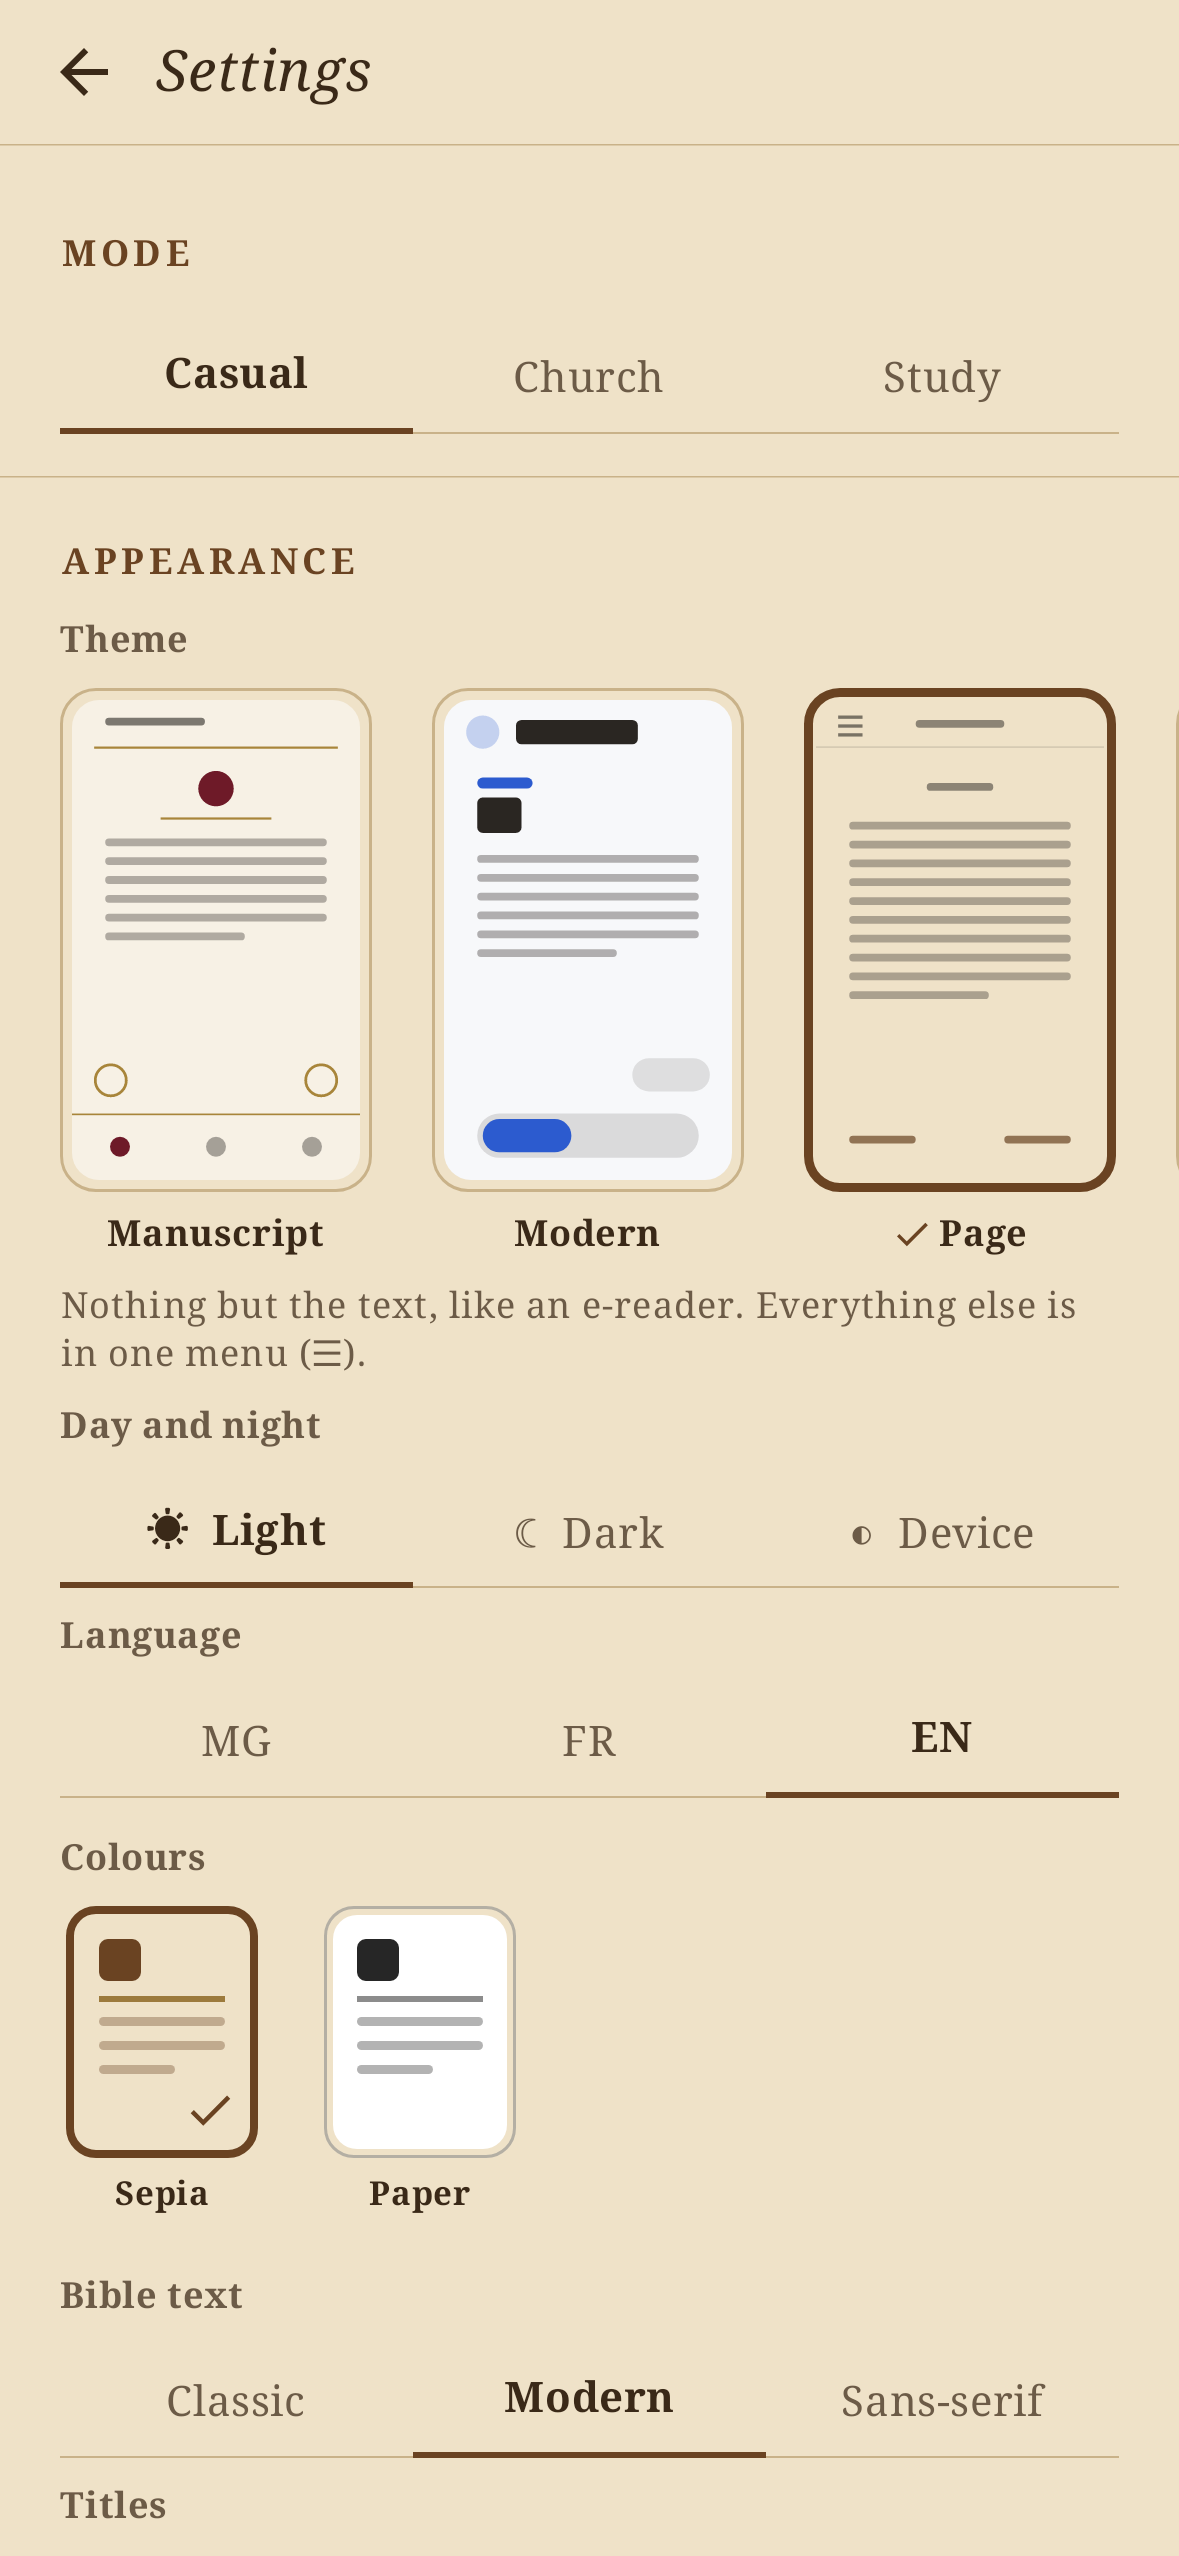 Settings
MODE
Casual Church Study
APPEARANCE
Theme
Manuscript Modern ✓ Page
Nothing but the text, like an e-reader. Everything else is
in one menu (☰).
Day and night
☀ Light ☾ Dark ◐ Device
Language
MG FR EN
Colours
Sepia Paper
Bible text
Classic Modern Sans-serif
Titles